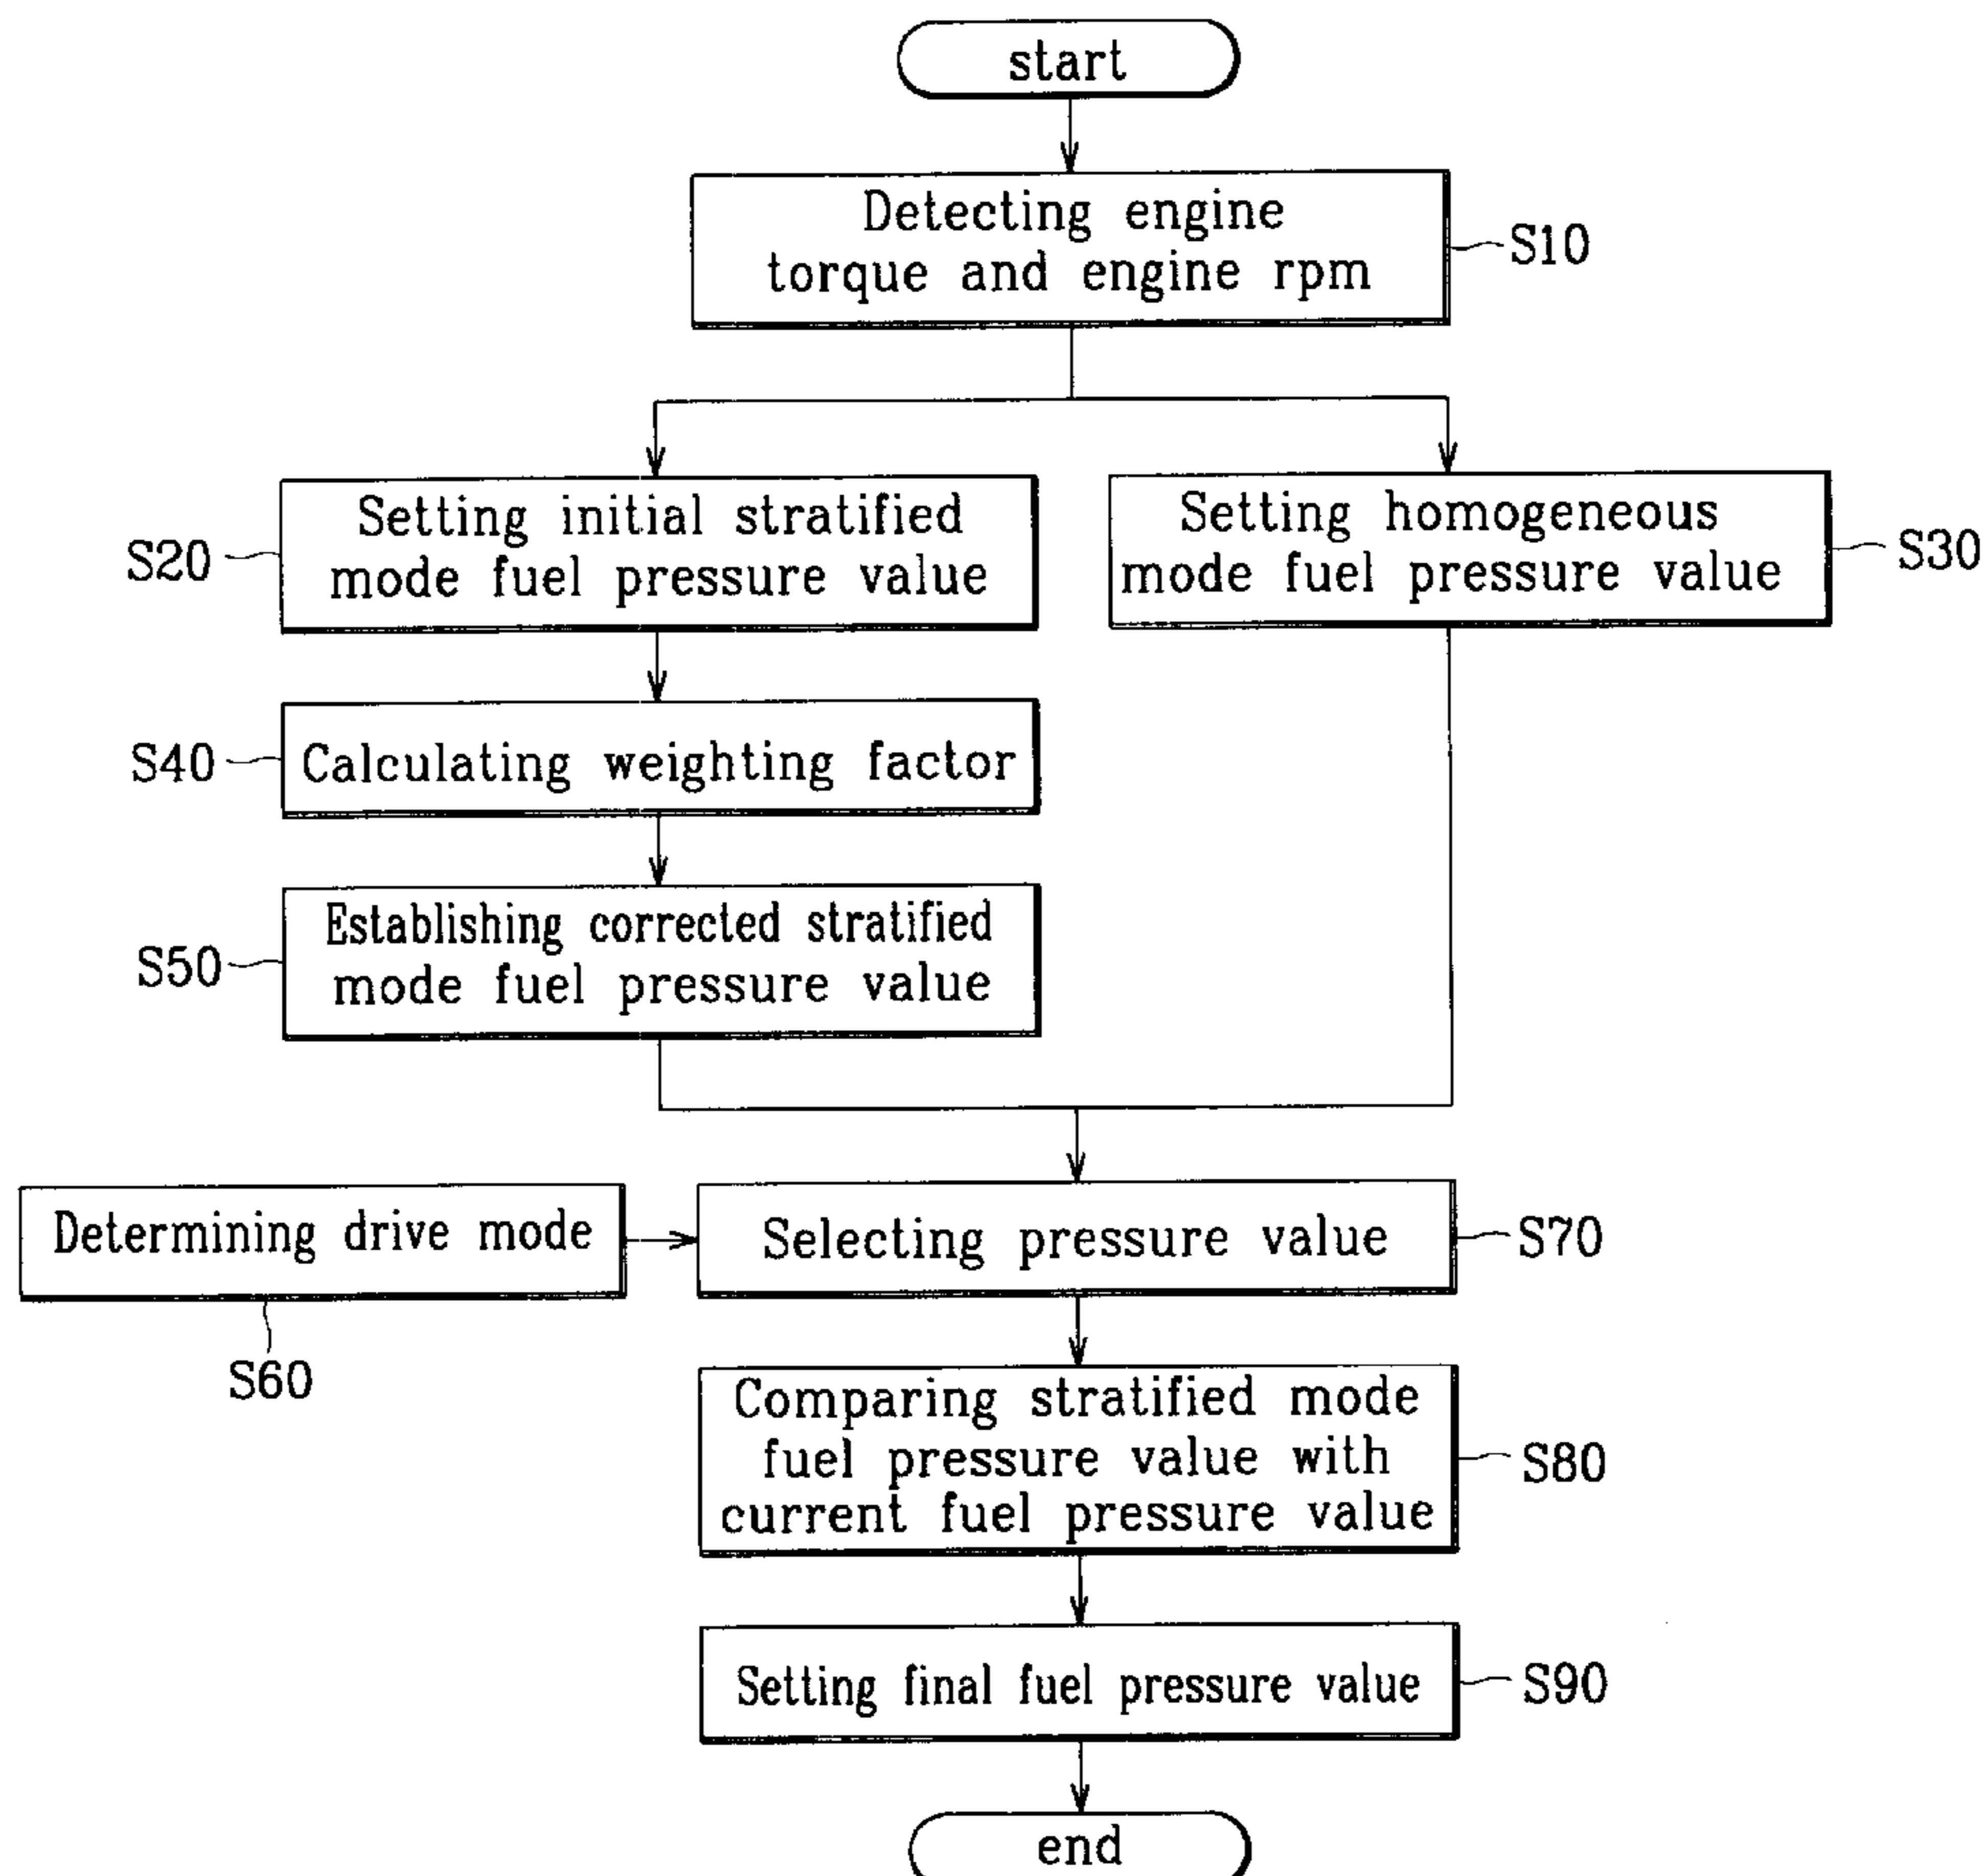 start
Detecting engine
torque and engine rpm
S10
Setting initial stratified
mode fuel pressure value
S20
Setting homogeneous
mode fuel pressure value
S30
S40
Calculating weighting factor
Establishing corrected stratified
mode fuel pressure value
S50
Determining drive mode
S60
Selecting pressure value
S70
Comparing stratified mode
fuel pressure value with
current fuel pressure value
S80
Setting final fuel pressure value
S90
end